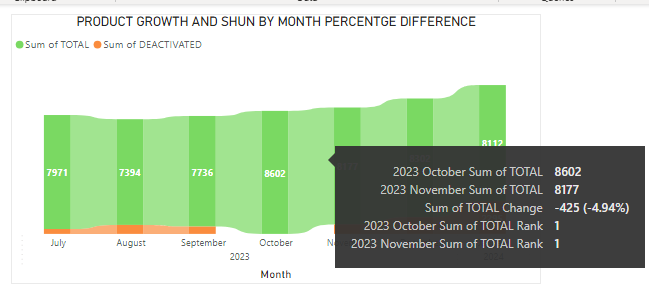 PRODUCT GROWTH AND SHUN BY MONTH PERCENTGE DIFFERENCE
Sum of TOTAL Sum of DEACTIVATED
7971 7394 7736 8602 8112
2023 October Sum of TOTAL 8602
2023 November Sum of TOTAL 8177
Sum of TOTAL Change -425 (-4.94%)
2023 October Sum of TOTAL Rank 1
2023 November Sum of TOTAL Rank 1
July August September October
2023
Month